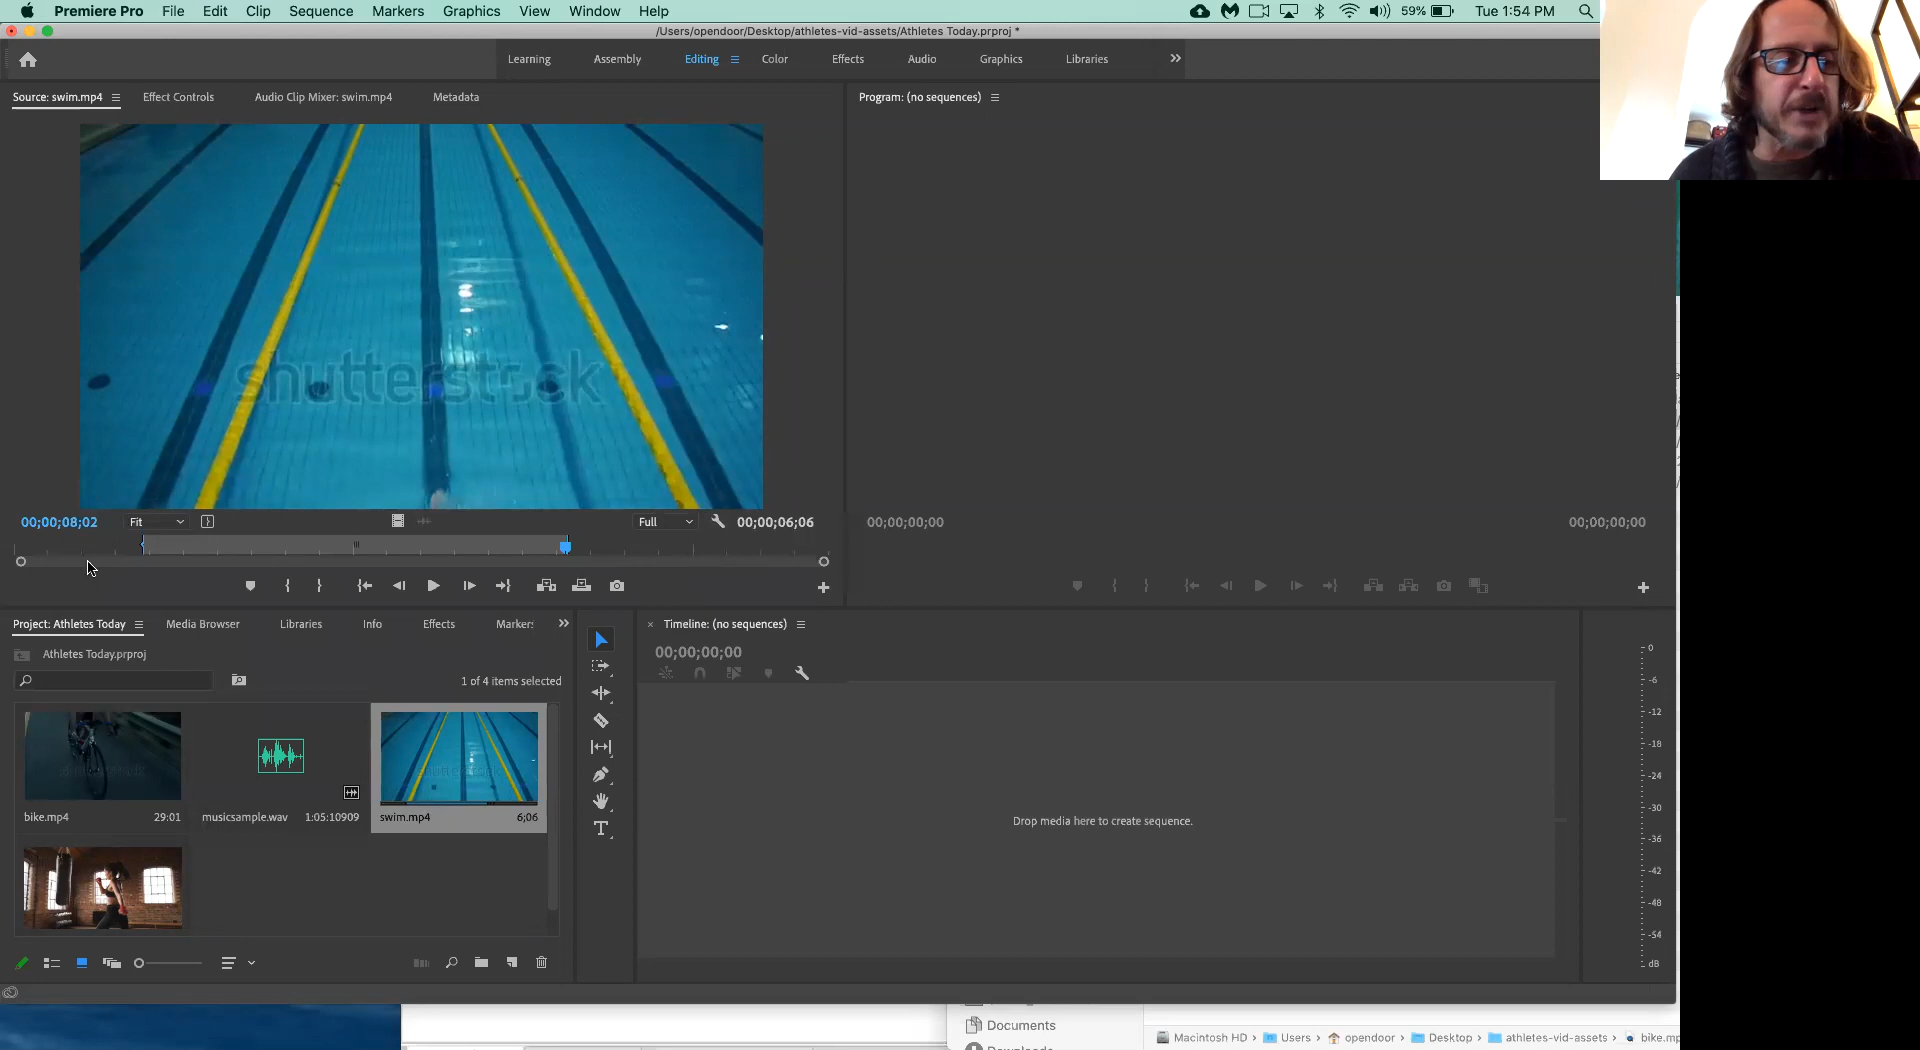 Premiere Pro File Edit Clip Sequence Markers Graphics View Window Help 59% Tue 1:54 PM
/Users/opendoor/Desktop/athletes-vid-assets/Athletes Today.prproj *
Learning Assembly Editing Color Effects Audio Graphics Libraries
Source: swim.mp4 Effect Controls Audio Clip Mixer: swim.mp4 Metadata
Program: (no sequences)
shutterstock
00;00;08;02 Fit Full 00;00;06;06
00;00;00;00 00;00;00;00
Project: Athletes Today Media Browser Libraries Info Effects Markers
Athletes Today.prproj
1 of 4 items selected
shutterstock
bike.mp4 29:01
musicsample.wav 1:05:10909
swim.mp4 6;06
T
Timeline: (no sequences)
00;00;00;00
Drop media here to create sequence.
0
-6
-12
-18
-24
-30
-36
-42
-48
-54
dB
Documents
Macintosh HD Users opendoor Desktop athletes-vid-assets